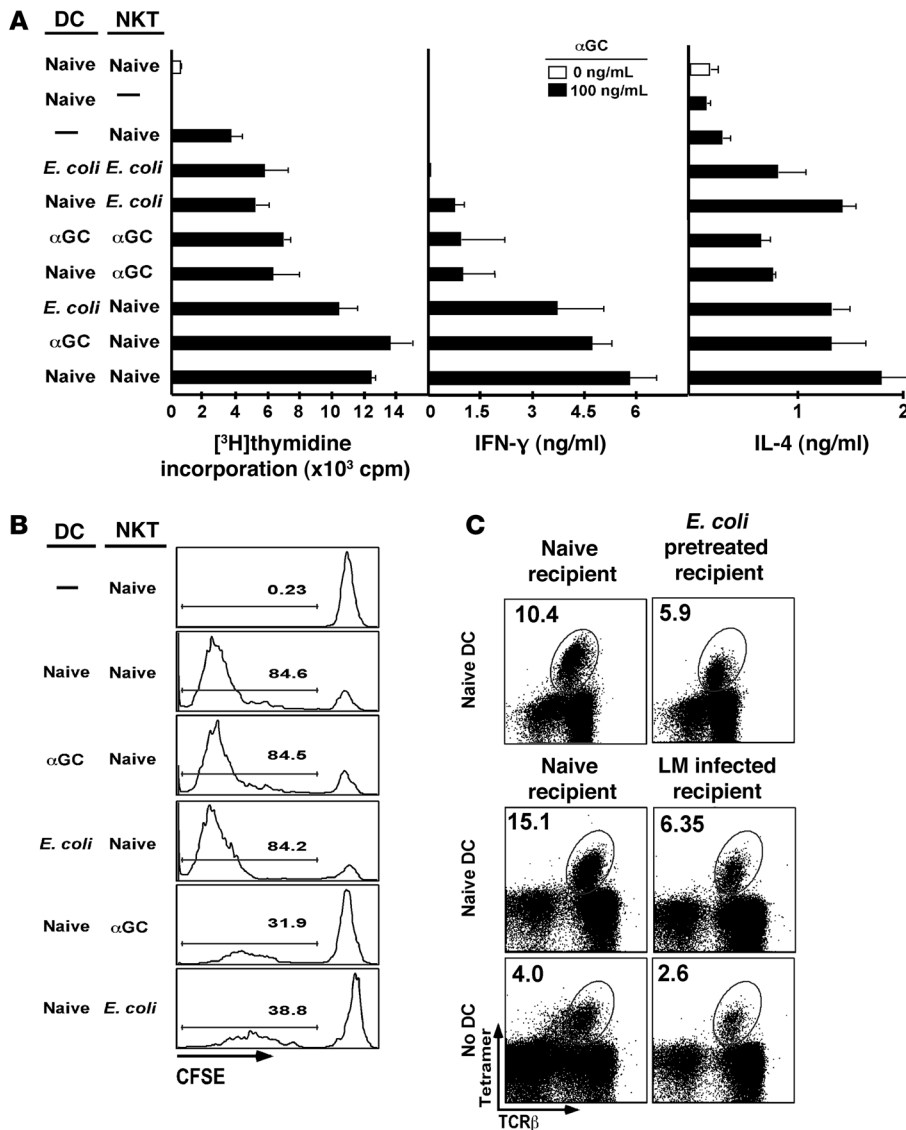 A
DC NKT
Naive Naive
Naive —
— Naive
E. coli E. coli
Naive E. coli
αGC αGC
Naive αGC
E. coli Naive
αGC Naive
Naive Naive
αGC
0 ng/mL
100 ng/mL
0 2 4 6 8 10 12 14
[³H]thymidine
incorporation (x10³ cpm)
0 1.5 3 4.5 6
IFN-γ (ng/ml)
1 2
IL-4 (ng/ml)
B
DC NKT
— Naive
0.23
Naive Naive
84.6
αGC Naive
84.5
E. coli Naive
84.2
Naive αGC
31.9
Naive E. coli
38.8
CFSE
C
Naive
recipient
E. coli
pretreated
recipient
Naive DC
10.4
5.9
Naive
recipient
LM infected
recipient
Naive DC
15.1
6.35
No DC
4.0
2.6
Tetramer
TCRβ